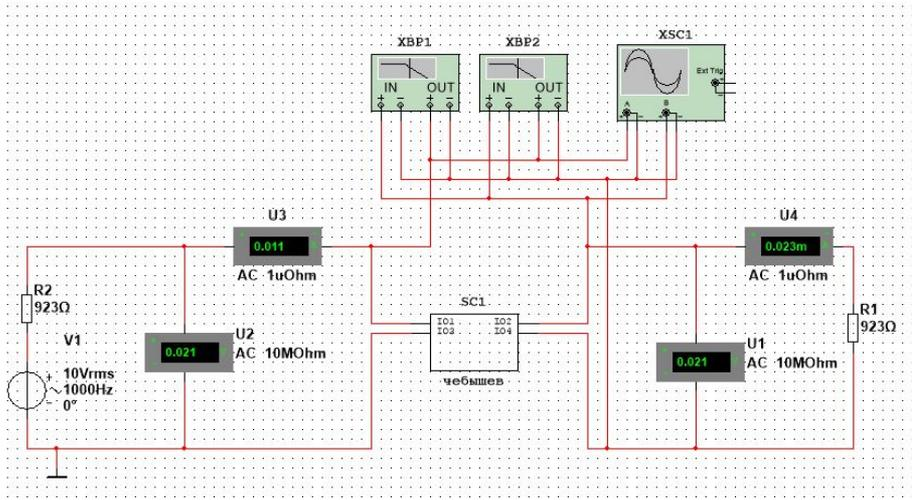 XBP1
IN OUT
XBP2
IN OUT
XSC1
Ext Trig
A B
U3
0.011
AC 1uOhm
U4
0.023m
AC 1uOhm
R2
923Ω
V1
10Vrms
1000Hz
0°
U2
0.021
AC 10MOhm
SC1
IO1 IO2
IO3 IO4
чебышев
U1
0.021
AC 10MOhm
R1
923Ω